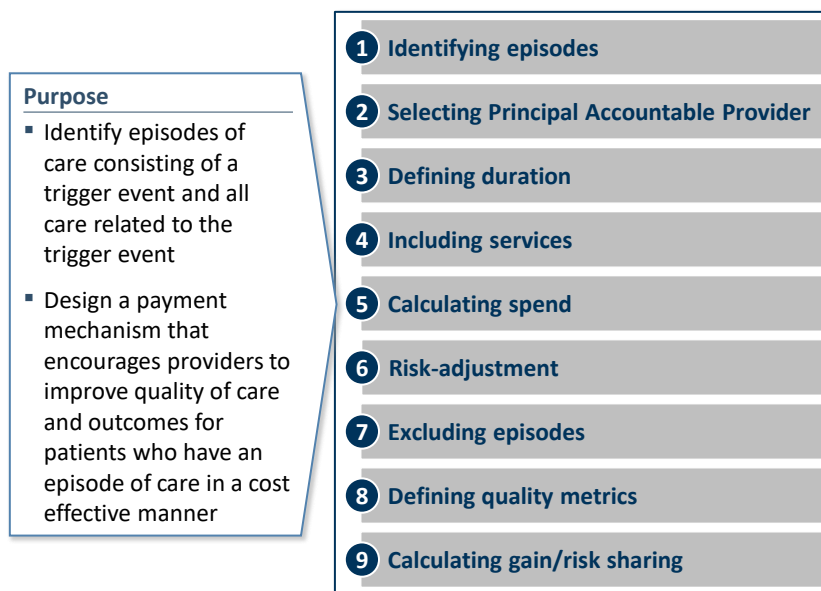 Purpose
▪ Identify episodes of
care consisting of a
trigger event and all
care related to the
trigger event
▪ Design a payment
mechanism that
encourages providers to
improve quality of care
and outcomes for
patients who have an
episode of care in a cost
effective manner
1 Identifying episodes
2 Selecting Principal Accountable Provider
3 Defining duration
4 Including services
5 Calculating spend
6 Risk-adjustment
7 Excluding episodes
8 Defining quality metrics
9 Calculating gain/risk sharing